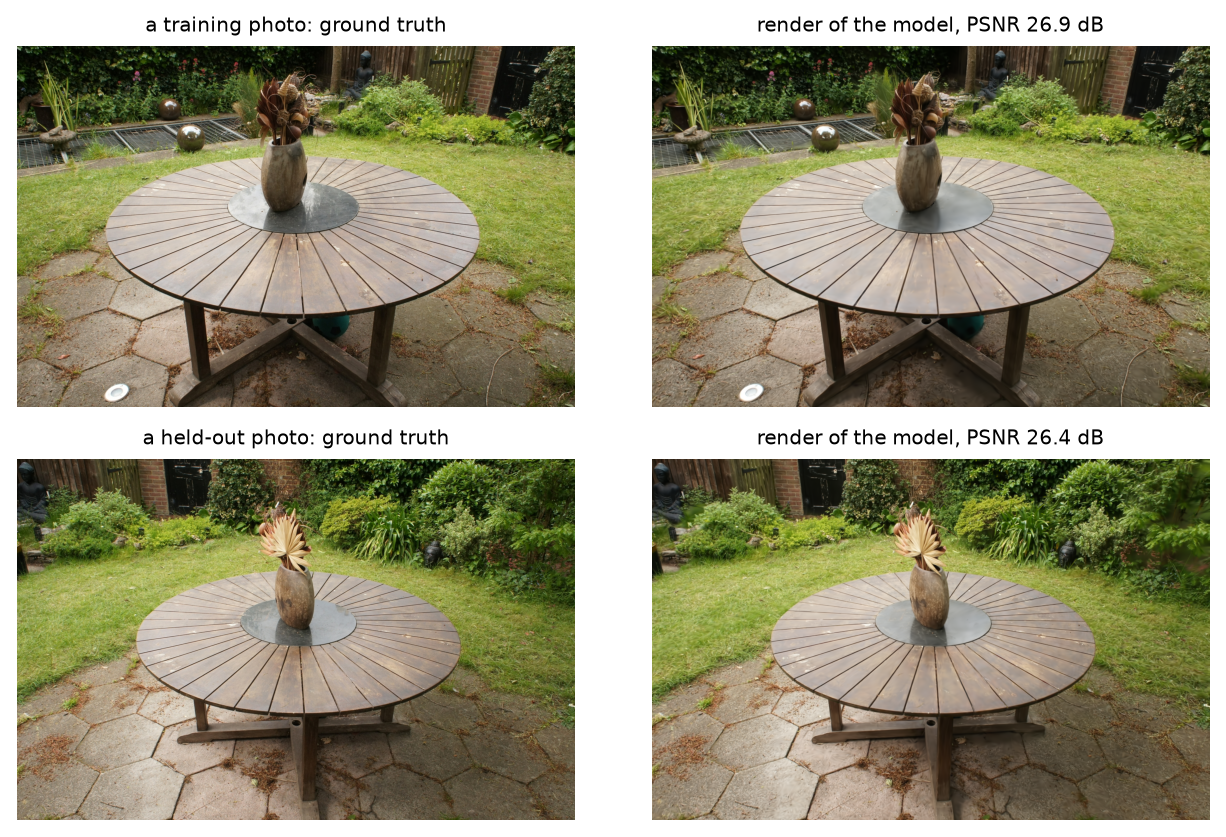 a training photo: ground truth
render of the model, PSNR 26.9 dB
a held-out photo: ground truth
render of the model, PSNR 26.4 dB